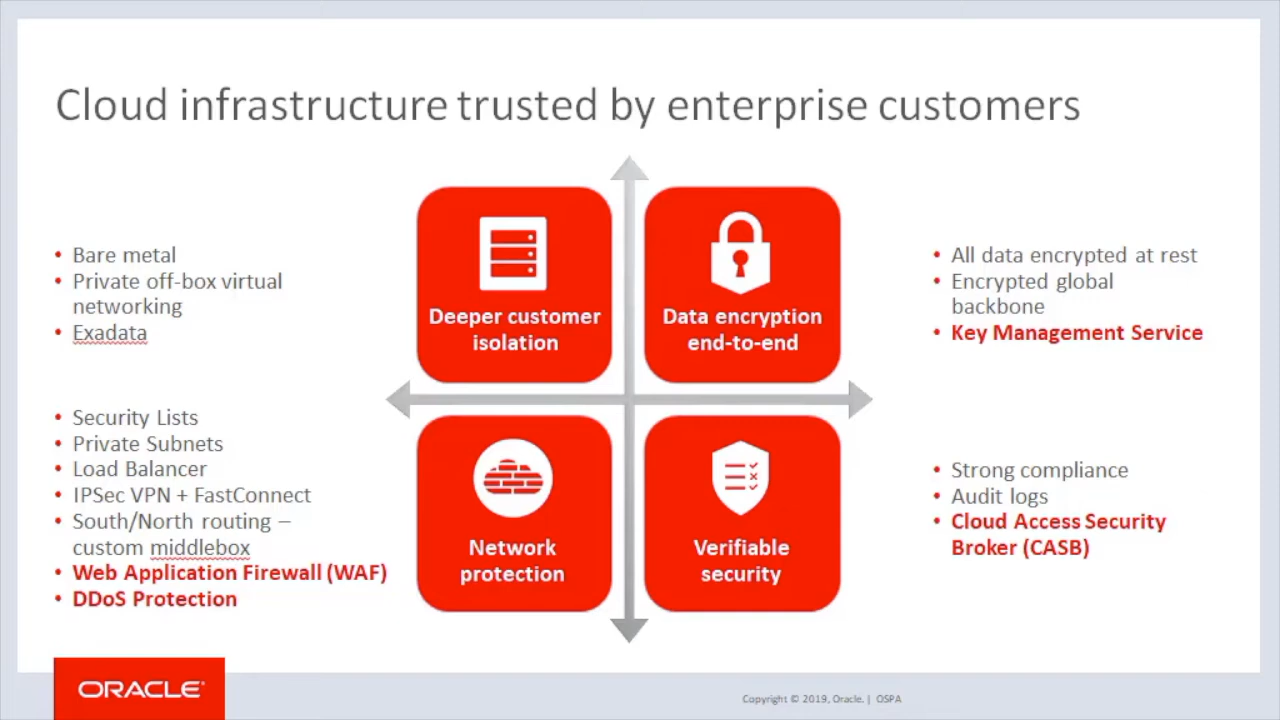 Cloud infrastructure trusted by enterprise customers
• Bare metal
• Private off-box virtual
networking
• Exadata
Deeper customer
isolation
Data encryption
end-to-end
• All data encrypted at rest
• Encrypted global
backbone
• Key Management Service
• Security Lists
• Private Subnets
• Load Balancer
• IPSec VPN + FastConnect
• South/North routing –
custom middlebox
• Web Application Firewall (WAF)
• DDoS Protection
Network
protection
Verifiable
security
• Strong compliance
• Audit logs
• Cloud Access Security
Broker (CASB)
ORACLE®
Copyright © 2019, Oracle. | OSPA